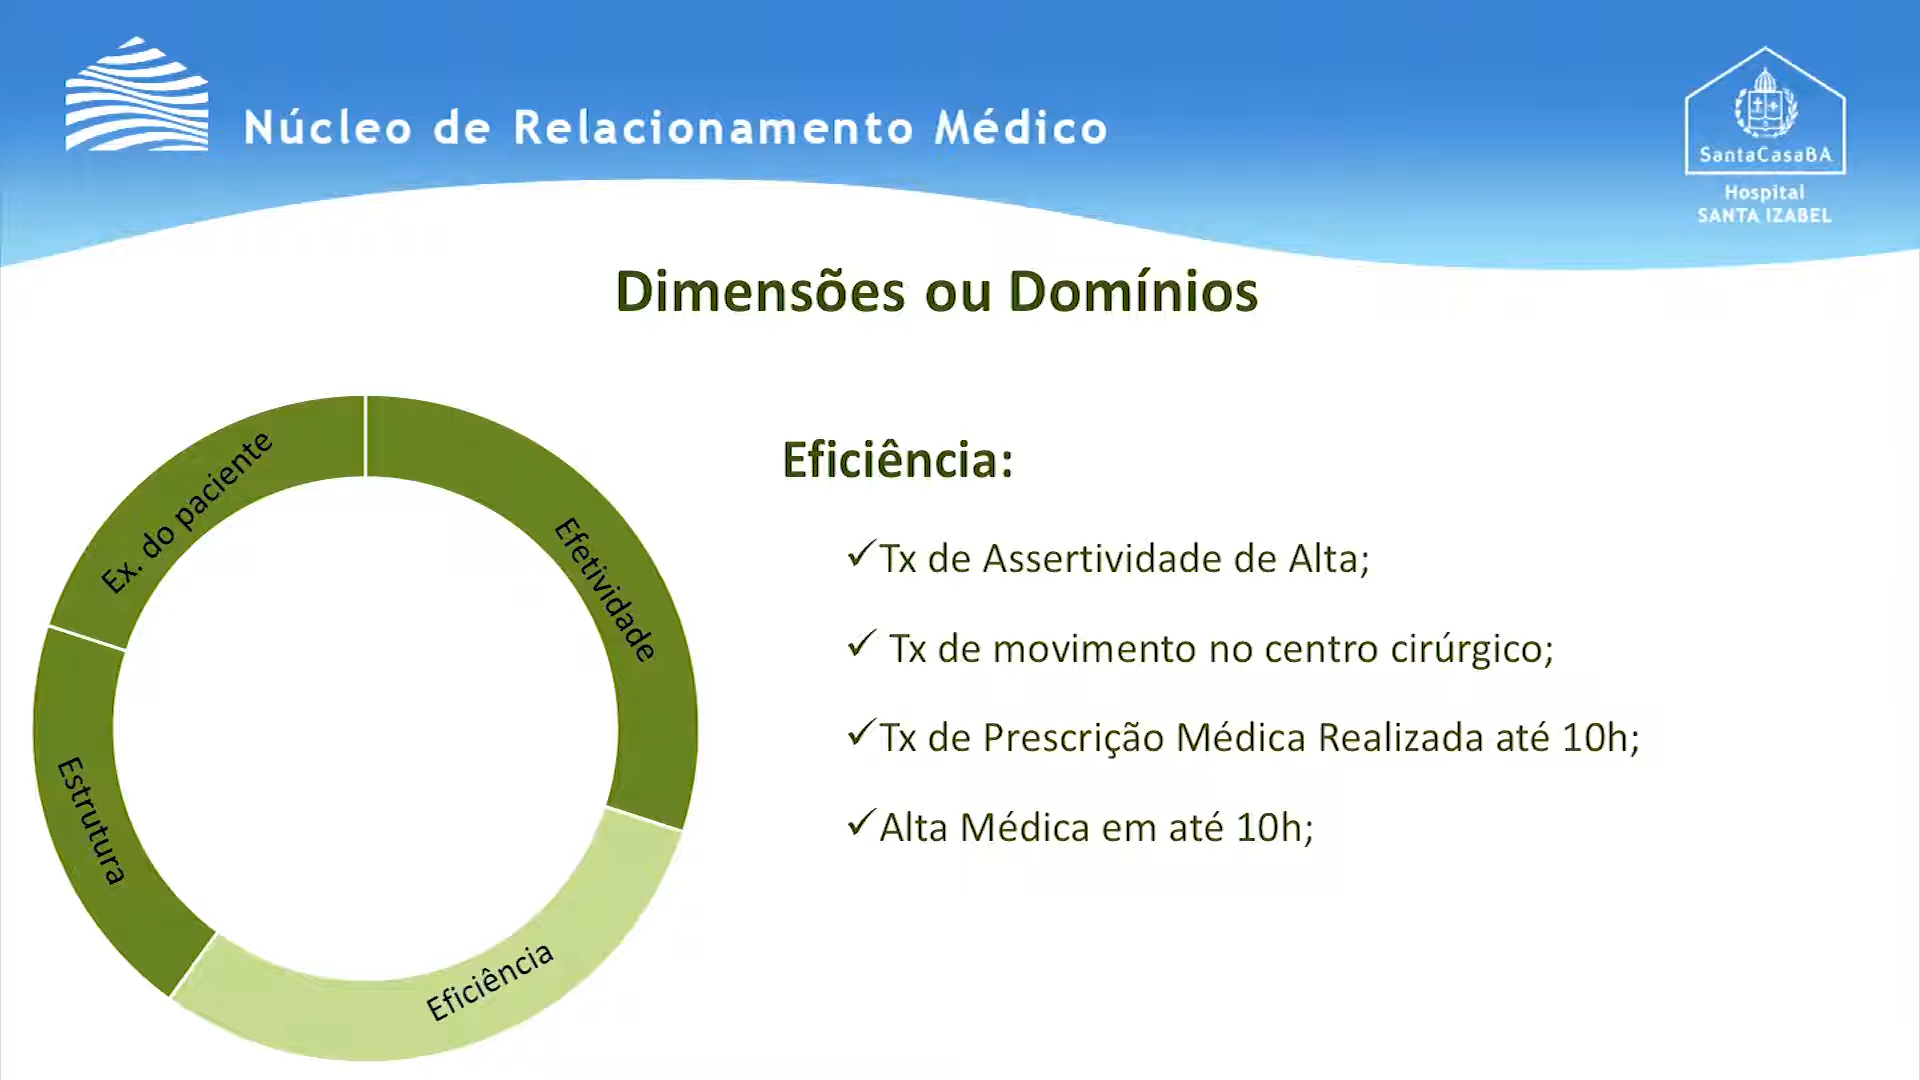 Núcleo de Relacionamento Médico
SantaCasaBA
Hospital
SANTA IZABEL
Dimensões ou Domínios
Ex. do paciente
Efetividade
Estrutura
Eficiência
Eficiência:
✓Tx de Assertividade de Alta;
✓ Tx de movimento no centro cirúrgico;
✓Tx de Prescrição Médica Realizada até 10h;
✓Alta Médica em até 10h;